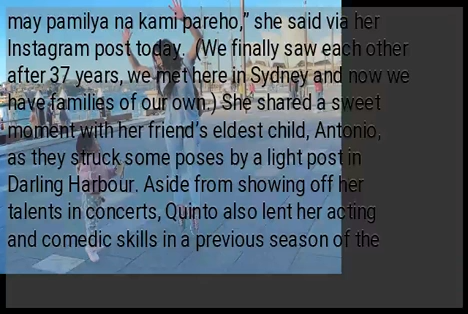 may pamilya na kami pareho,” she said via her
Instagram post today. (We finally saw each other
after 37 years, we met here in Sydney and now we
have families of our own.) She shared a sweet
moment with her friend’s eldest child, Antonio,
as they struck some poses by a light post in
Darling Harbour. Aside from showing off her
talents in concerts, Quinto also lent her acting
and comedic skills in a previous season of the